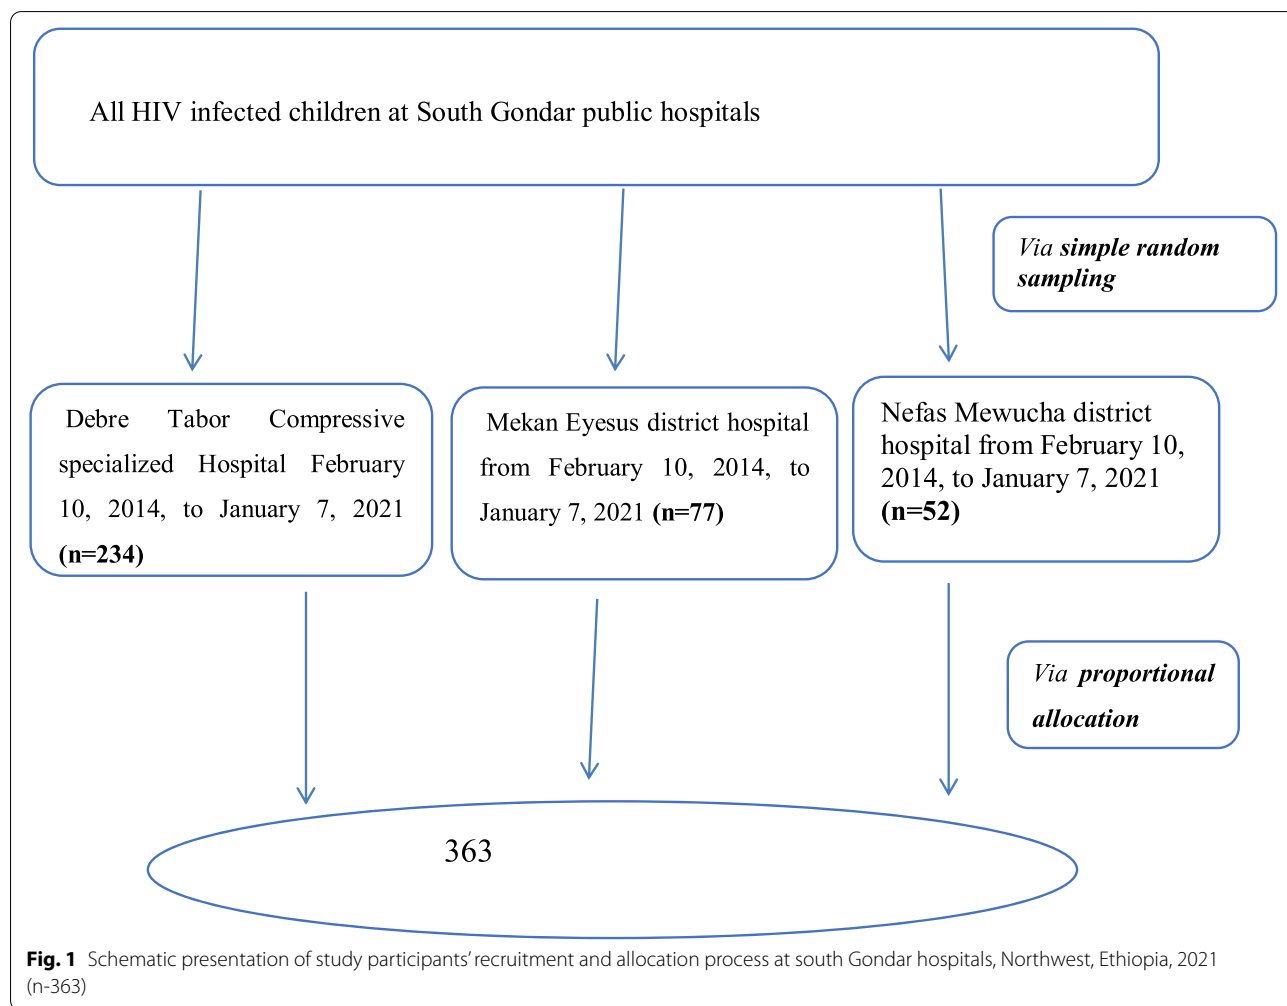 All HIV infected children at South Gondar public hospitals
Via simple random
sampling
Debre Tabor Compressive
specialized Hospital February
10, 2014, to January 7, 2021
(n=234)
Mekan Eyesus district hospital
from February 10, 2014, to
January 7, 2021 (n=77)
Nefas Mewucha district
hospital from February 10,
2014, to January 7, 2021
(n=52)
Via proportional
allocation
363
Fig. 1 Schematic presentation of study participants' recruitment and allocation process at south Gondar hospitals, Northwest, Ethiopia, 2021
(n-363)